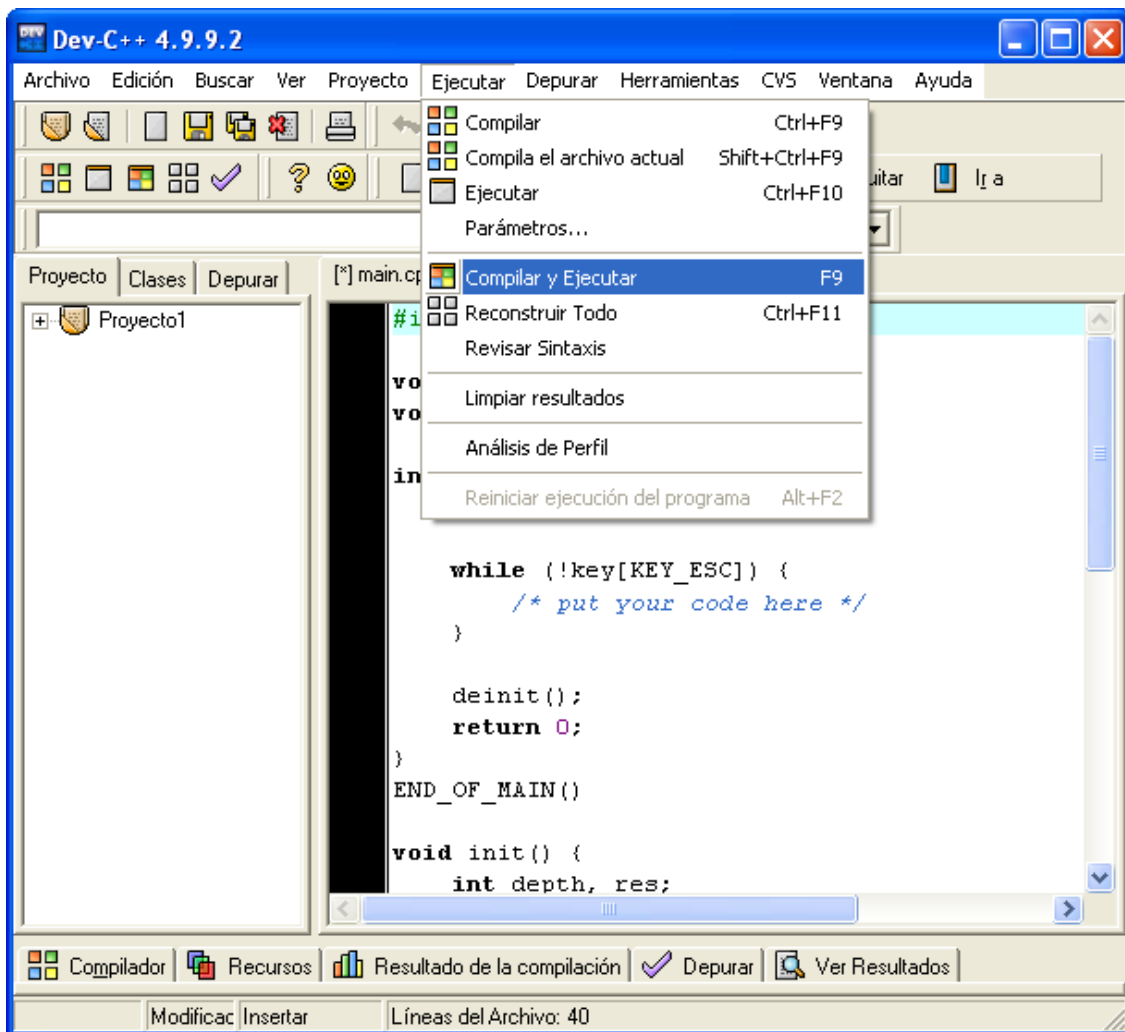 Dev-C++ 4.9.9.2
Archivo Edición Buscar Ver Proyecto Ejecutar Depurar Herramientas CVS Ventana Ayuda
Compilar Ctrl+F9
Compila el archivo actual Shift+Ctrl+F9
Ejecutar Ctrl+F10
Parámetros...
Compilar y Ejecutar F9
Reconstruir Todo Ctrl+F11
Revisar Sintaxis
Limpiar resultados
Análisis de Perfil
Reiniciar ejecución del programa Alt+F2
Ir a
Proyecto Clases Depurar
[*] main.cp
Proyecto1
#i
vo
vo
in
while (!key[KEY_ESC]) {
/* put your code here */
}
deinit();
return 0;
}
END_OF_MAIN()
void init() {
int depth, res;
Compilador Recursos Resultado de la compilación Depurar Ver Resultados
Modificac Insertar Líneas del Archivo: 40